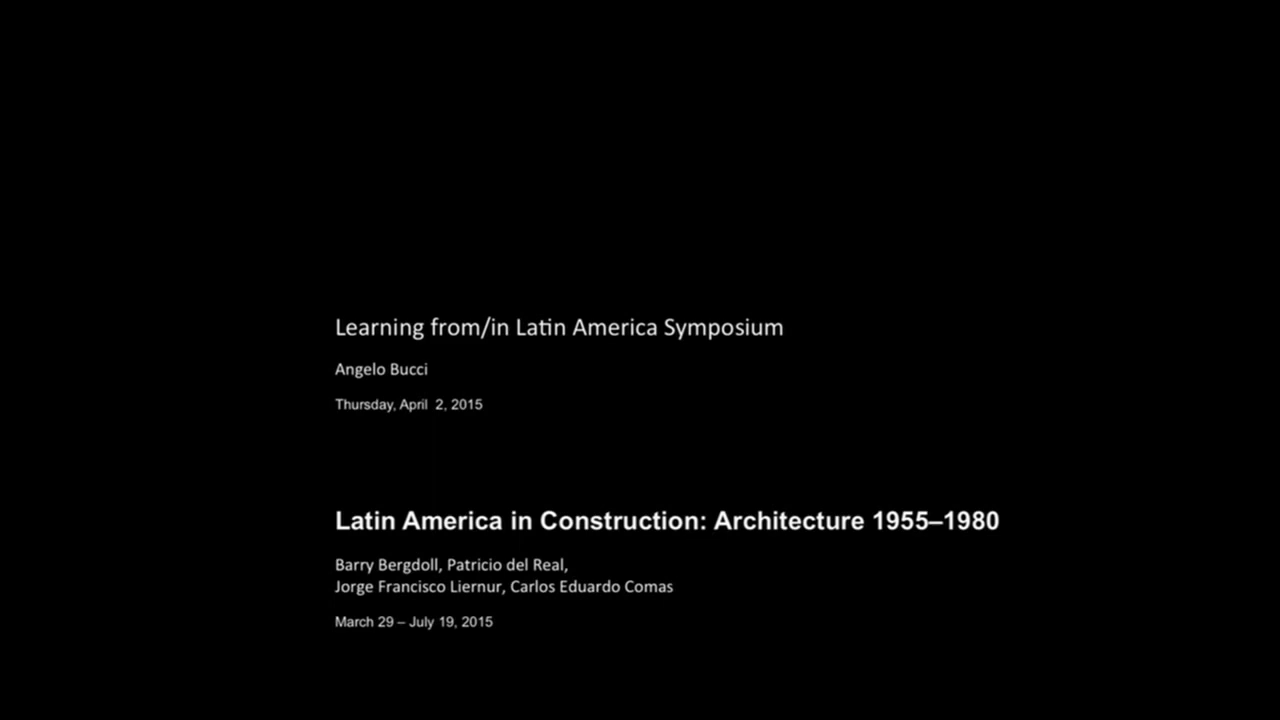 Learning from/in Latin America Symposium
Angelo Bucci
Thursday, April 2, 2015
Latin America in Construction: Architecture 1955–1980
Barry Bergdoll, Patricio del Real,
Jorge Francisco Liernur, Carlos Eduardo Comas
March 29 – July 19, 2015